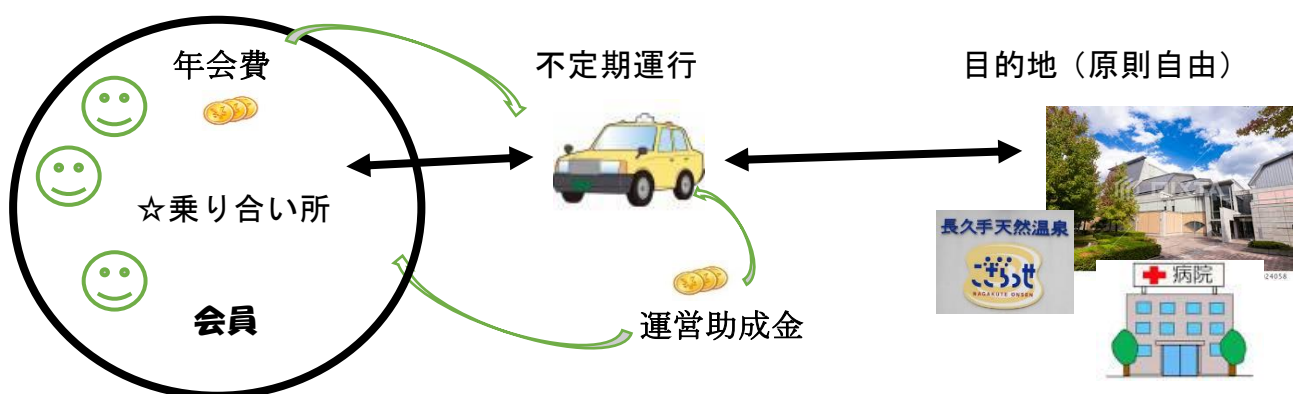 年会費
不定期運行
目的地（原則自由）
☆乗り合い所
会員
運営助成金
長久手天然温泉
ござらっせ
NAGAKUTE ONSEN
病院
PIXTA
24058